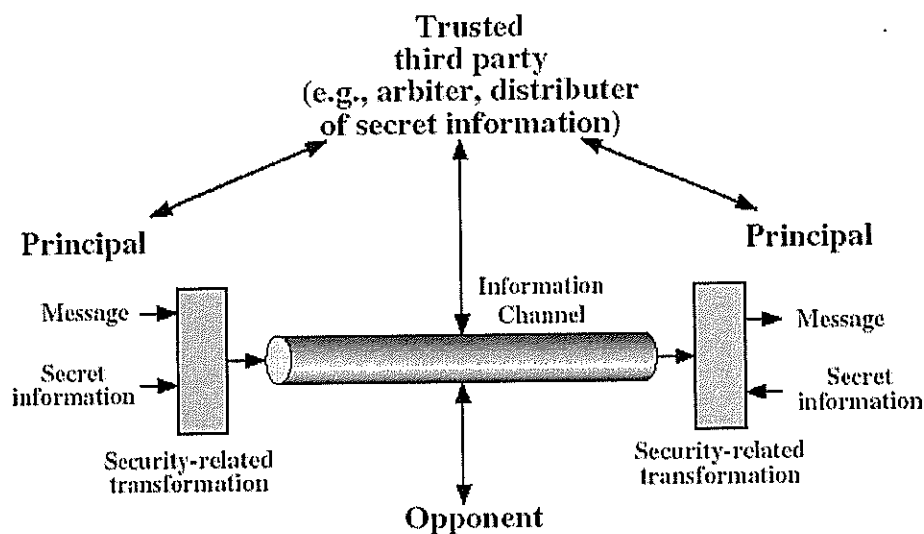 Trusted
third party
(e.g., arbiter, distributer
of secret information)
Principal
Principal
Information
Channel
Message
Message
Secret
information
Secret
information
Security-related
transformation
Security-related
transformation
Opponent